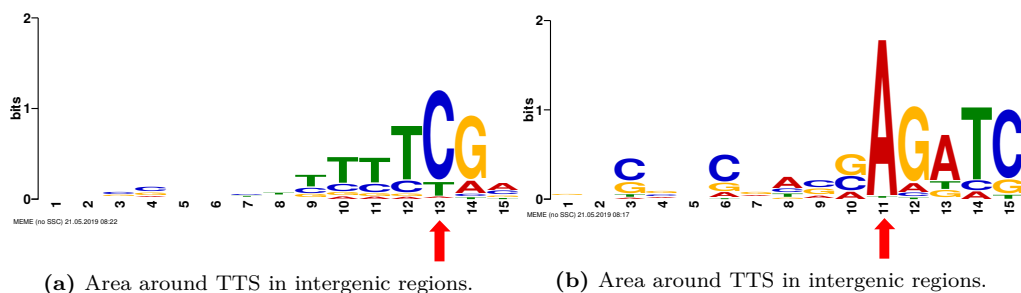 2
1
0
bits
1 2 3 4 5 6 7 8 9 10 11 12 13 14 15
T C T C G A T C G A T C A C T G A A C G
MEME (no SSC) 21.05.2019 08:22
(a) Area around TTS in intergenic regions.
2
1
0
bits
1 2 3 4 5 6 7 8 9 10 11 12 13 14 15
C G C G A A C G G C A A G A A T G T C A C G T
MEME (no SSC) 21.05.2019 08:17
(b) Area around TTS in intergenic regions.